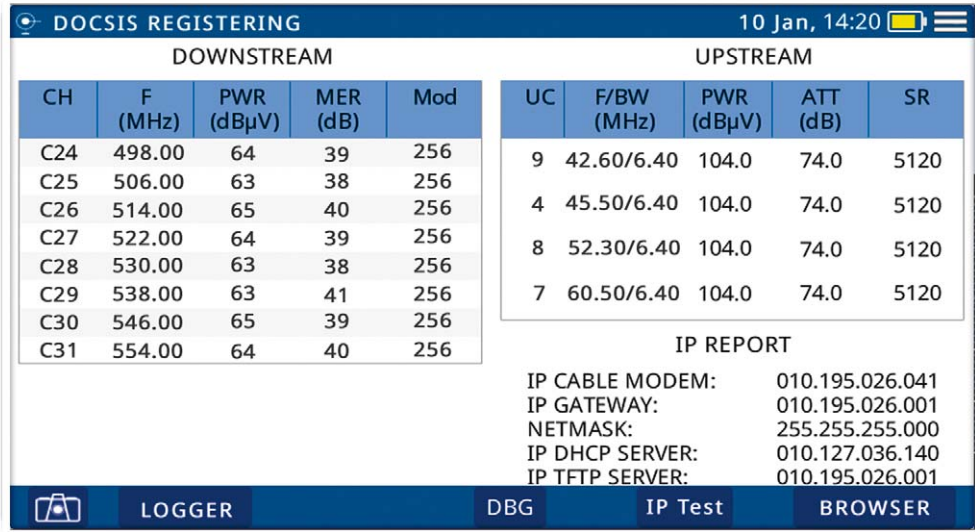 DOCSIS REGISTERING 10 Jan, 14:20
DOWNSTREAM
CH F (MHz) PWR (dBµV) MER (dB) Mod
C24 498.00 64 39 256
C25 506.00 63 38 256
C26 514.00 65 40 256
C27 522.00 64 39 256
C28 530.00 63 38 256
C29 538.00 63 41 256
C30 546.00 65 39 256
C31 554.00 64 40 256
UPSTREAM
UC F/BW (MHz) PWR (dBµV) ATT (dB) SR
9 42.60/6.40 104.0 74.0 5120
4 45.50/6.40 104.0 74.0 5120
8 52.30/6.40 104.0 74.0 5120
7 60.50/6.40 104.0 74.0 5120
IP REPORT
IP CABLE MODEM: 010.195.026.041
IP GATEWAY: 010.195.026.001
NETMASK: 255.255.255.000
IP DHCP SERVER: 010.127.036.140
IP TFTP SERVER: 010.195.026.001
LOGGER DBG IP Test BROWSER